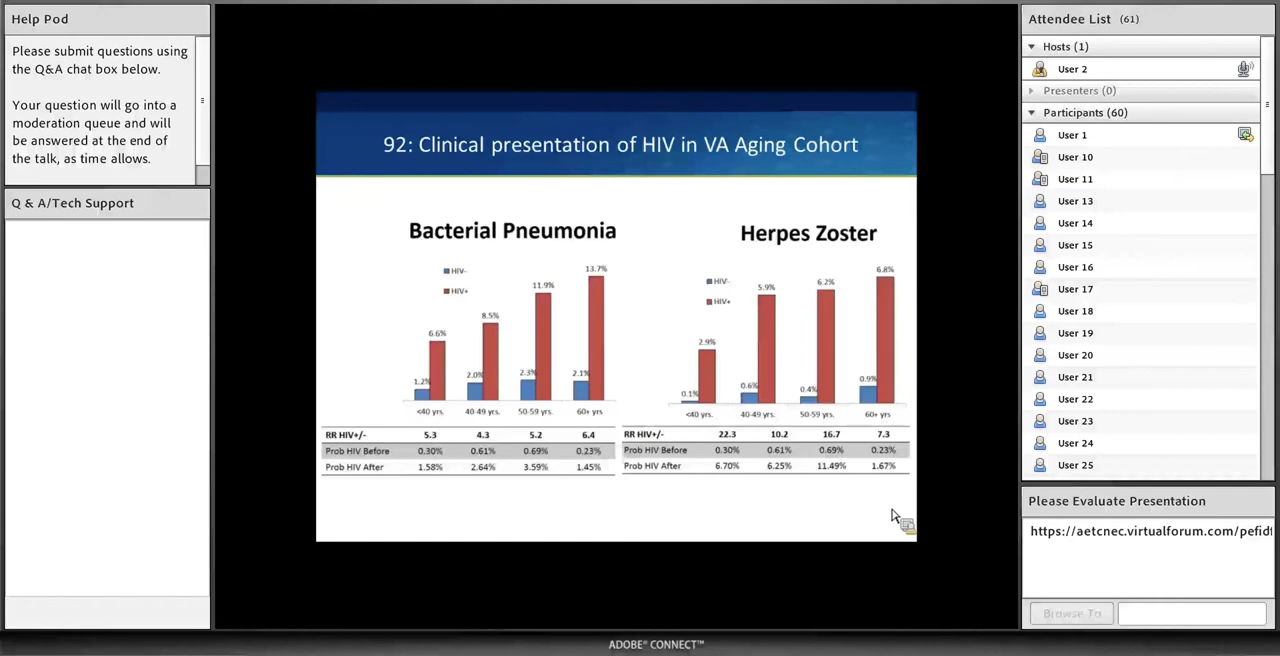 Help Pod
Please submit questions using
the Q&A chat box below.
Your question will go into a
moderation queue and will
be answered at the end of
the talk, as time allows.
Q & A/Tech Support
92: Clinical presentation of HIV in VA Aging Cohort
Bacterial Pneumonia
HIV-
HIV+
6.6%
8.5%
11.9%
13.7%
1.2%
2.0%
2.3%
2.1%
<40 yrs.
40-49 yrs.
50-59 yrs.
60+ yrs
RR HIV+/- 5.3 4.3 5.2 6.4
Prob HIV Before 0.30% 0.61% 0.69% 0.23%
Prob HIV After 1.58% 2.64% 3.59% 1.45%
Herpes Zoster
HIV-
HIV+
2.9%
5.9%
6.2%
6.8%
0.1%
0.6%
0.4%
0.9%
<40 yrs.
40-49 yrs.
50-59 yrs.
60+ yrs
RR HIV+/- 22.3 10.2 16.7 7.3
Prob HIV Before 0.30% 0.61% 0.69% 0.23%
Prob HIV After 6.70% 6.25% 11.49% 1.67%
Attendee List (61)
Hosts (1)
User 2
Presenters (0)
Participants (60)
User 1
User 10
User 11
User 13
User 14
User 15
User 16
User 17
User 18
User 19
User 20
User 21
User 22
User 23
User 24
User 25
Please Evaluate Presentation
https://aetcnec.virtualforum.com/pefidf
Browse To
ADOBE® CONNECT™